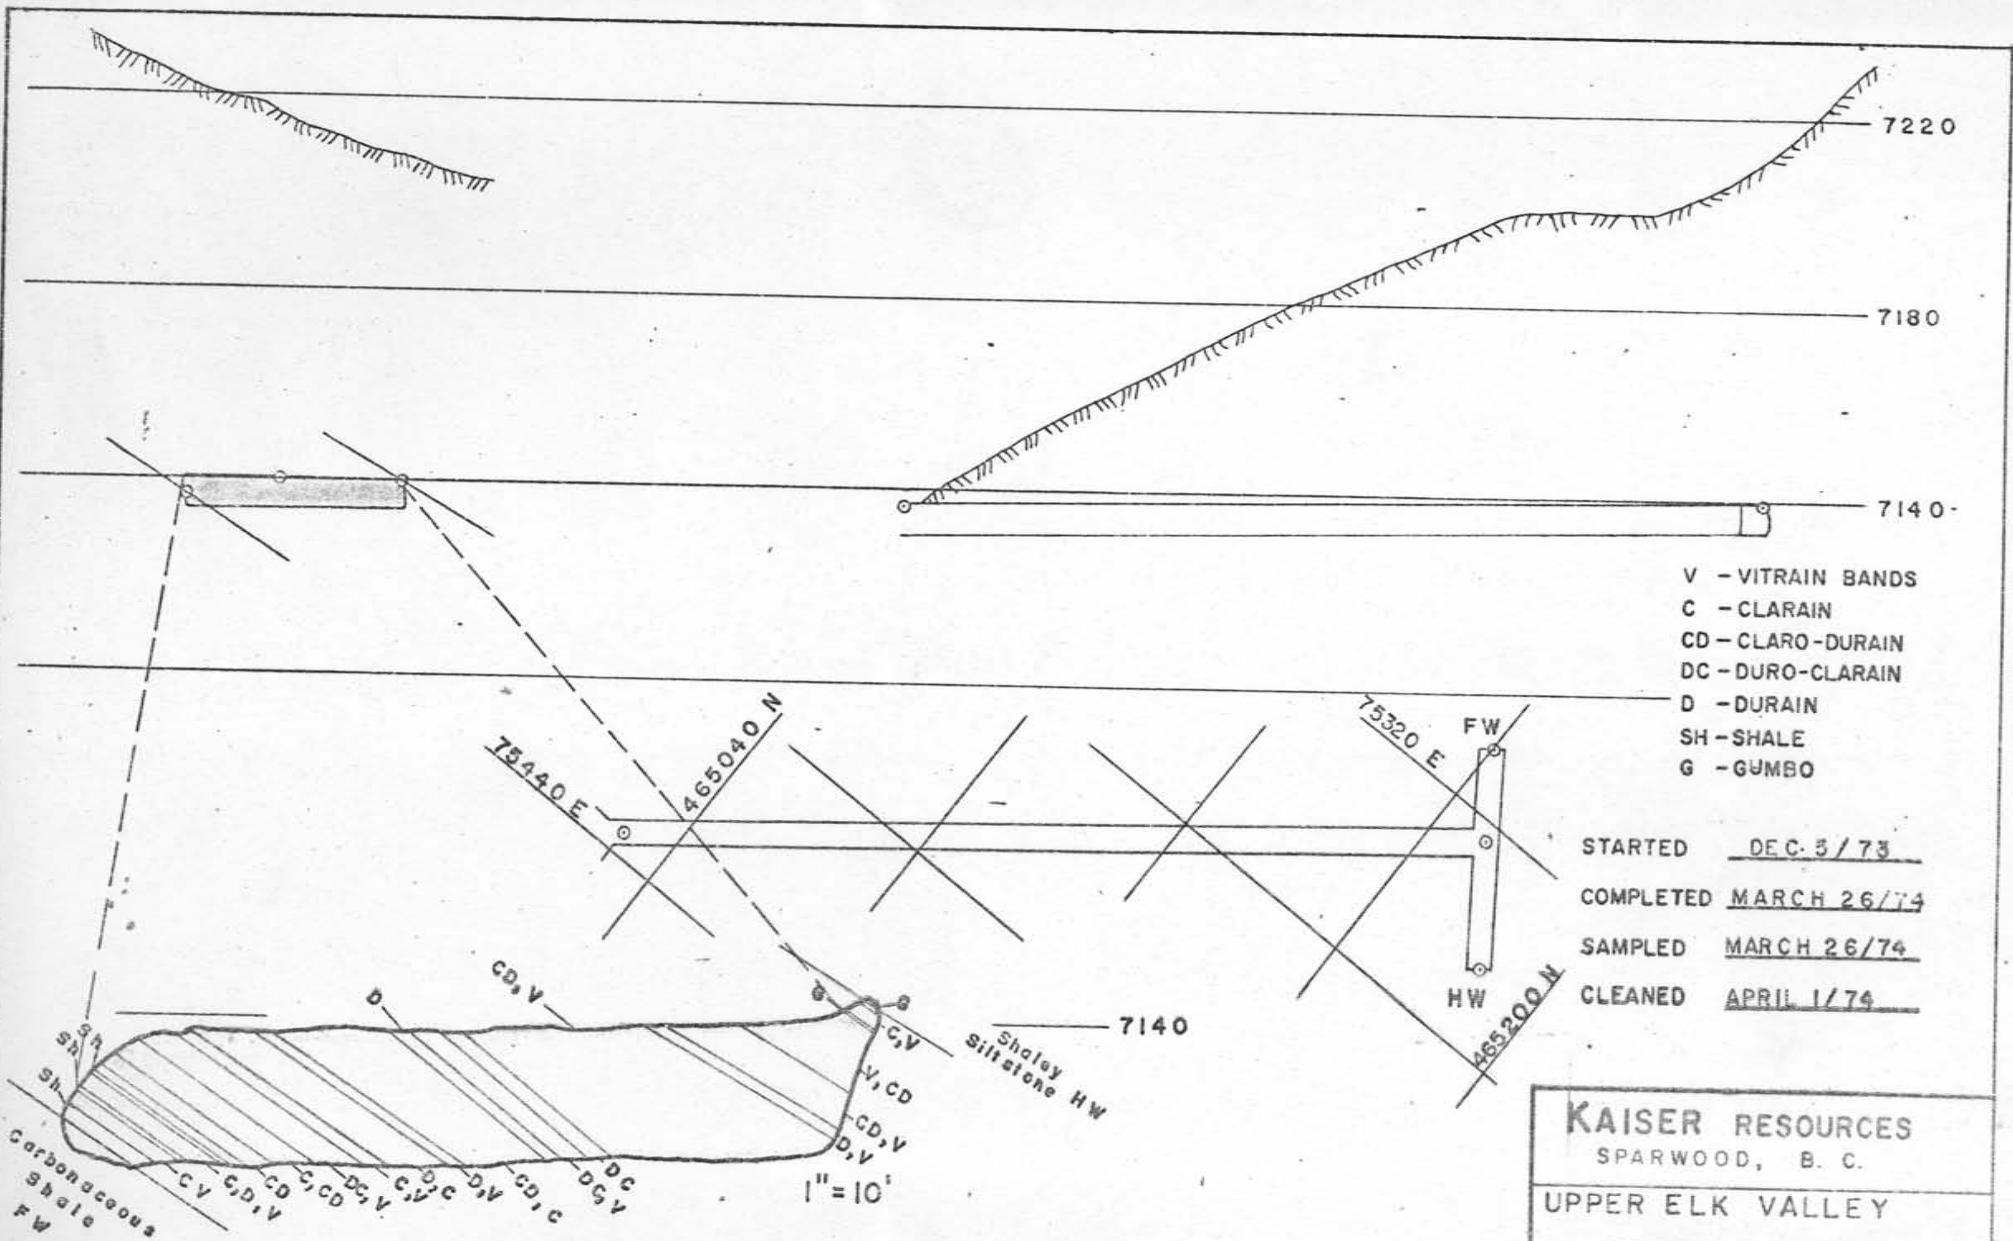 7220
7180
7140
V - VITRAIN BANDS
C - CLARAIN
CD - CLARO-DURAIN
DC - DURO-CLARAIN
D - DURAIN
SH - SHALE
G - GUMBO
75440 E
465040 N
75320 E
FW
HW
465200 N
STARTED DEC. 5/73
COMPLETED MARCH 26/74
SAMPLED MARCH 26/74
CLEANED APRIL 1/74
7140
Shaley
Siltstone HW
D
CD, V
G
G
C,V
V,CD
CD,V
D,V
Sh
Sh
Sh
CV
C,D,V
CD
C,CD
DC,V
C,V
D,C
D,V
CD,C
DC,V
DC
Carbonaceous
Shale
FW
1"=10'
KAISER RESOURCES
SPARWOOD, B. C.
UPPER ELK VALLEY